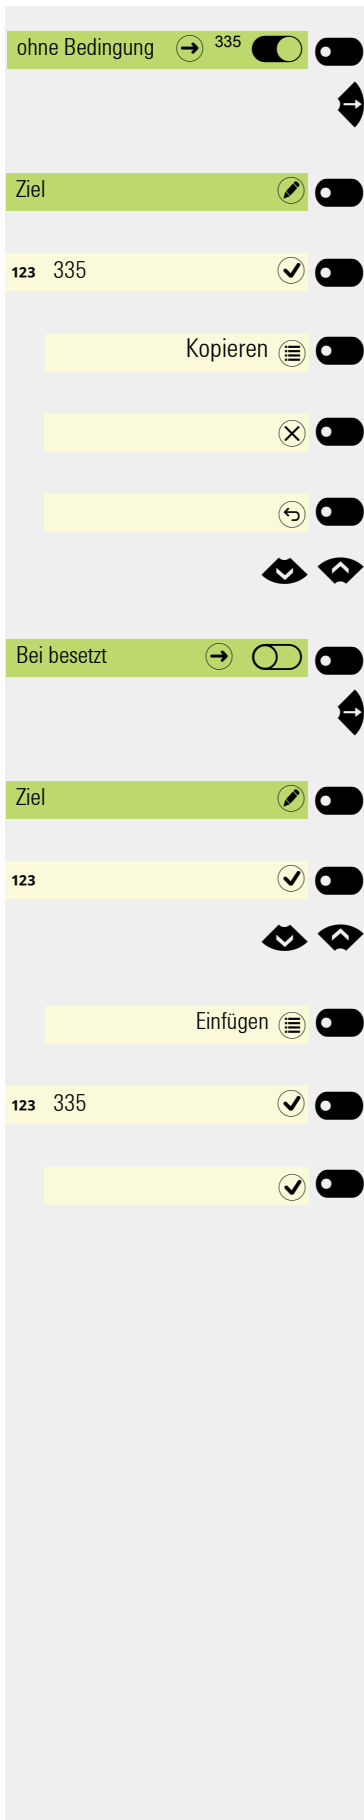 ohne Bedingung 335
Ziel
123 335
Kopieren
Bei besetzt
Ziel
123
Einfügen
123 335